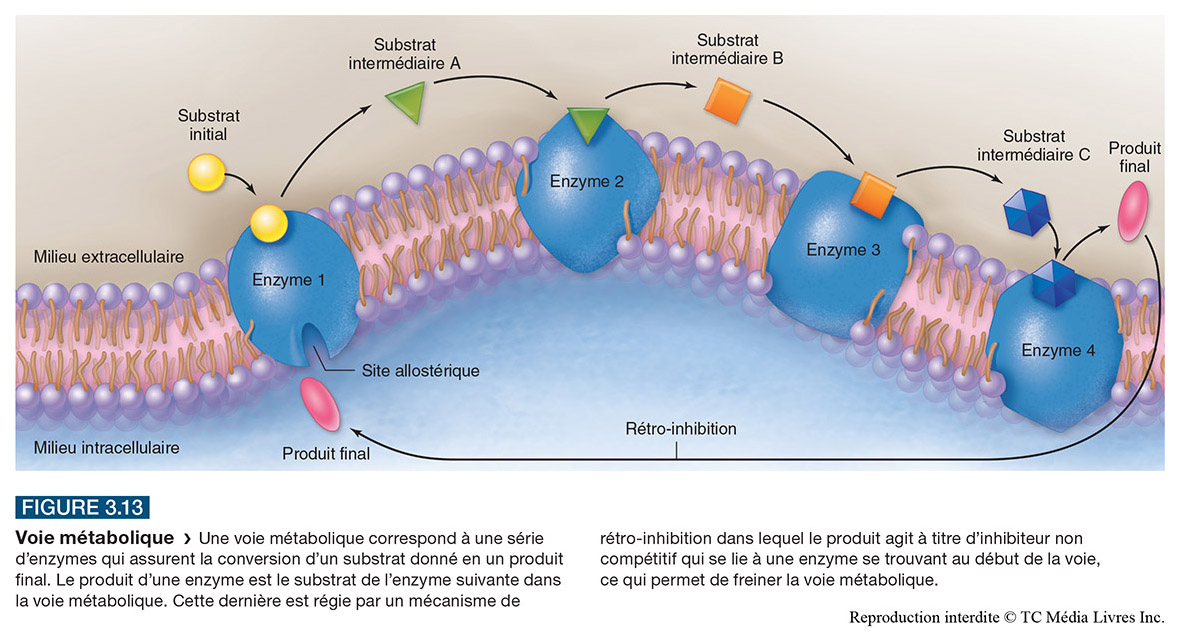 Substrat
intermédiaire A
Substrat
intermédiaire B
Substrat
initial
Substrat
intermédiaire C
Produit
final
Enzyme 2
Enzyme 3
Milieu extracellulaire
Enzyme 1
Enzyme 4
Site allostérique
Rétro-inhibition
Milieu intracellulaire
Produit final
FIGURE 3.13
Voie métabolique › Une voie métabolique correspond à une série
d’enzymes qui assurent la conversion d’un substrat donné en un produit
final. Le produit d’une enzyme est le substrat de l’enzyme suivante dans
la voie métabolique. Cette dernière est régie par un mécanisme de
rétro-inhibition dans lequel le produit agit à titre d’inhibiteur non
compétitif qui se lie à une enzyme se trouvant au début de la voie,
ce qui permet de freiner la voie métabolique.
Reproduction interdite © TC Média Livres Inc.